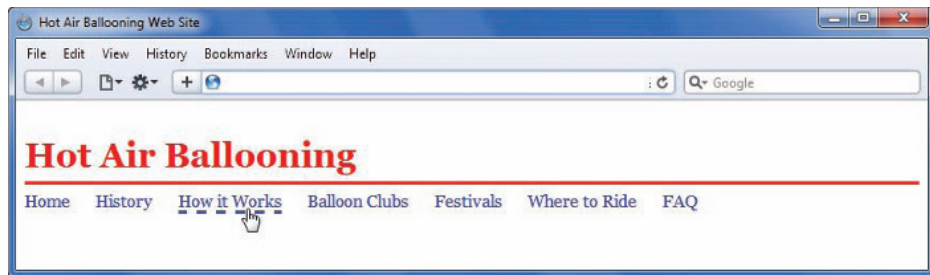 Hot Air Ballooning Web Site
File Edit View History Bookmarks Window Help
Google
Hot Air Ballooning
Home History How it Works Balloon Clubs Festivals Where to Ride FAQ